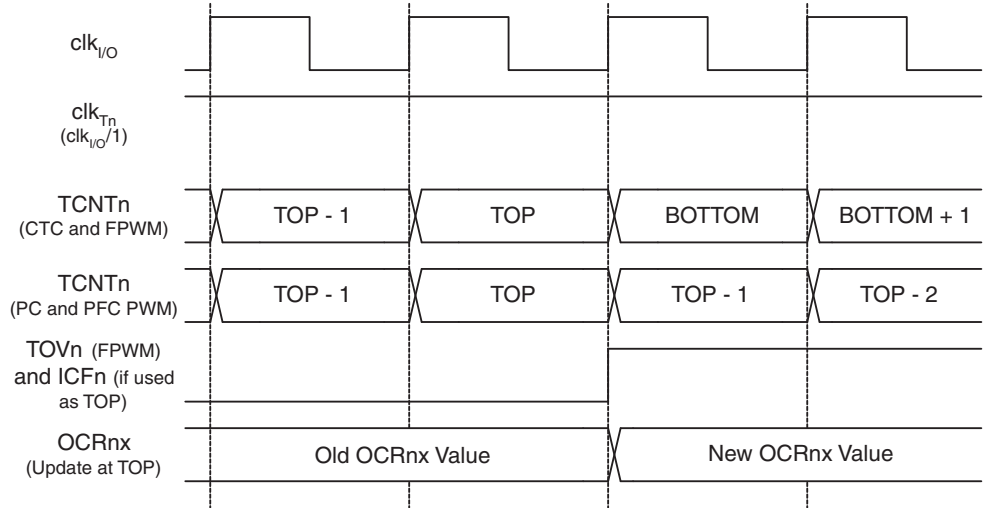 clkI/O
clkTn
(clkI/O/1)
TCNTn
(CTC and FPWM)
TOP - 1
TOP
BOTTOM
BOTTOM + 1
TCNTn
(PC and PFC PWM)
TOP - 1
TOP
TOP - 1
TOP - 2
TOVn (FPWM)
and ICFn (if used
as TOP)
OCRnx
(Update at TOP)
Old OCRnx Value
New OCRnx Value